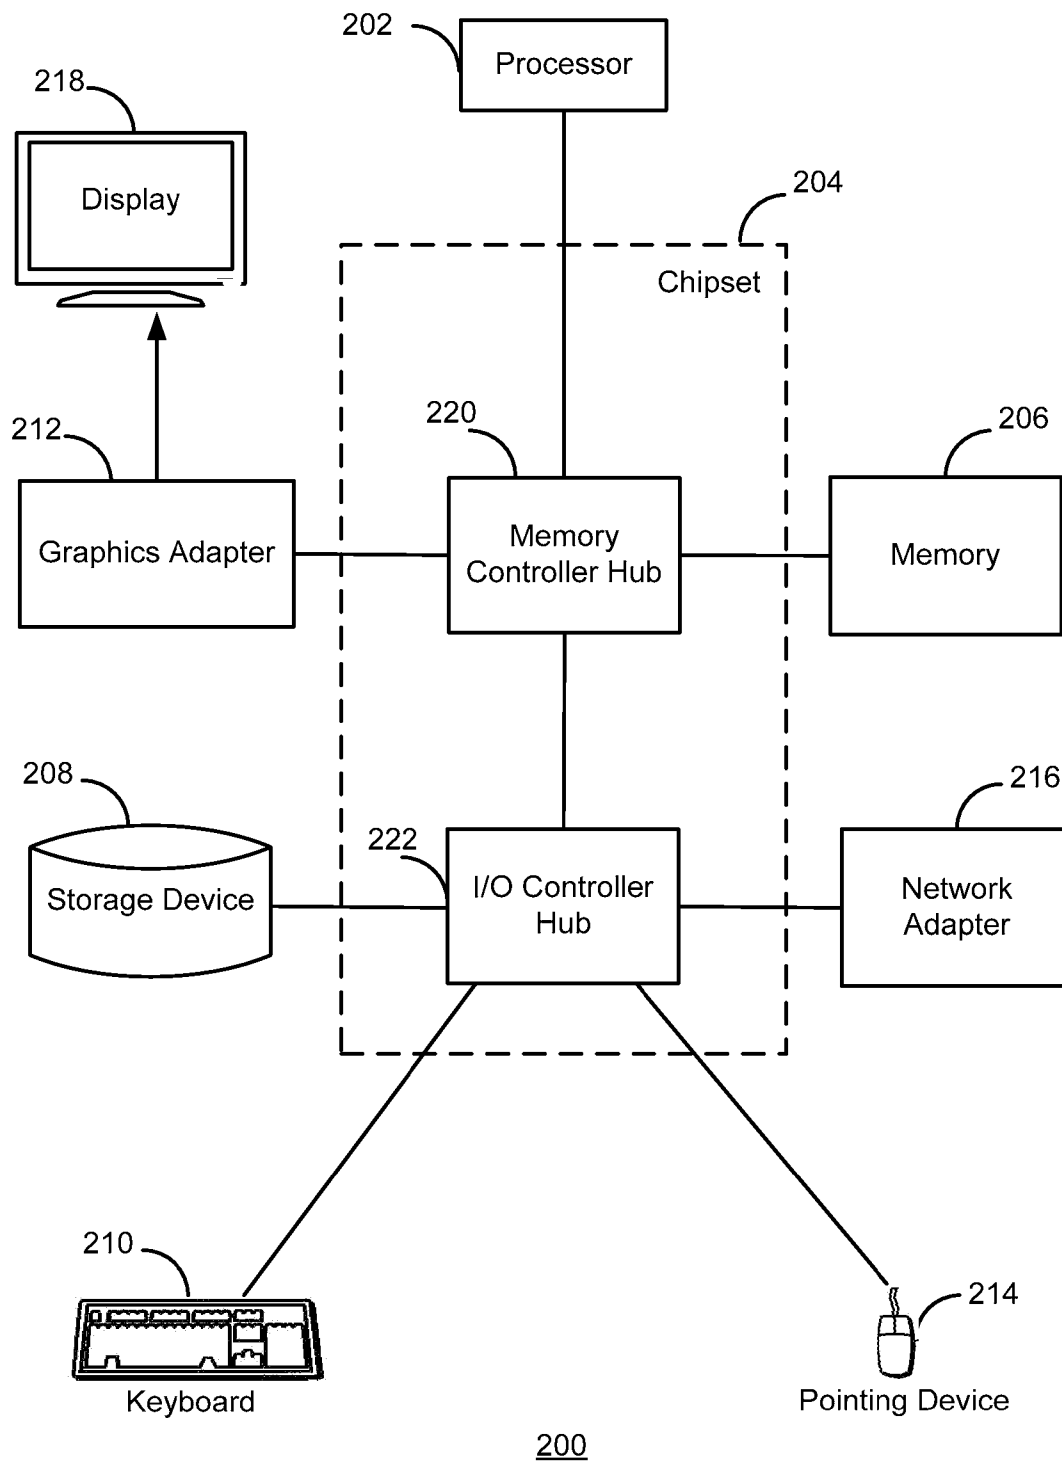 202
Processor
218
Display
204
Chipset
212
220
206
Graphics Adapter
Memory
Controller Hub
Memory
208
222
216
Storage Device
I/O Controller
Hub
Network
Adapter
210
214
Keyboard
Pointing Device
200